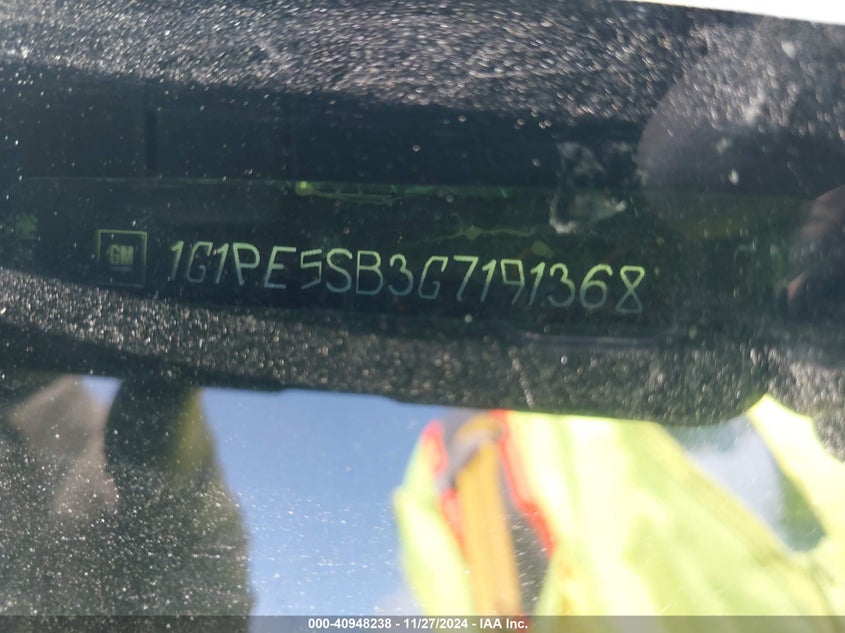 GM 1G1PE5SB3G7191368
000-40948238 - 11/27/2024 - IAA Inc.